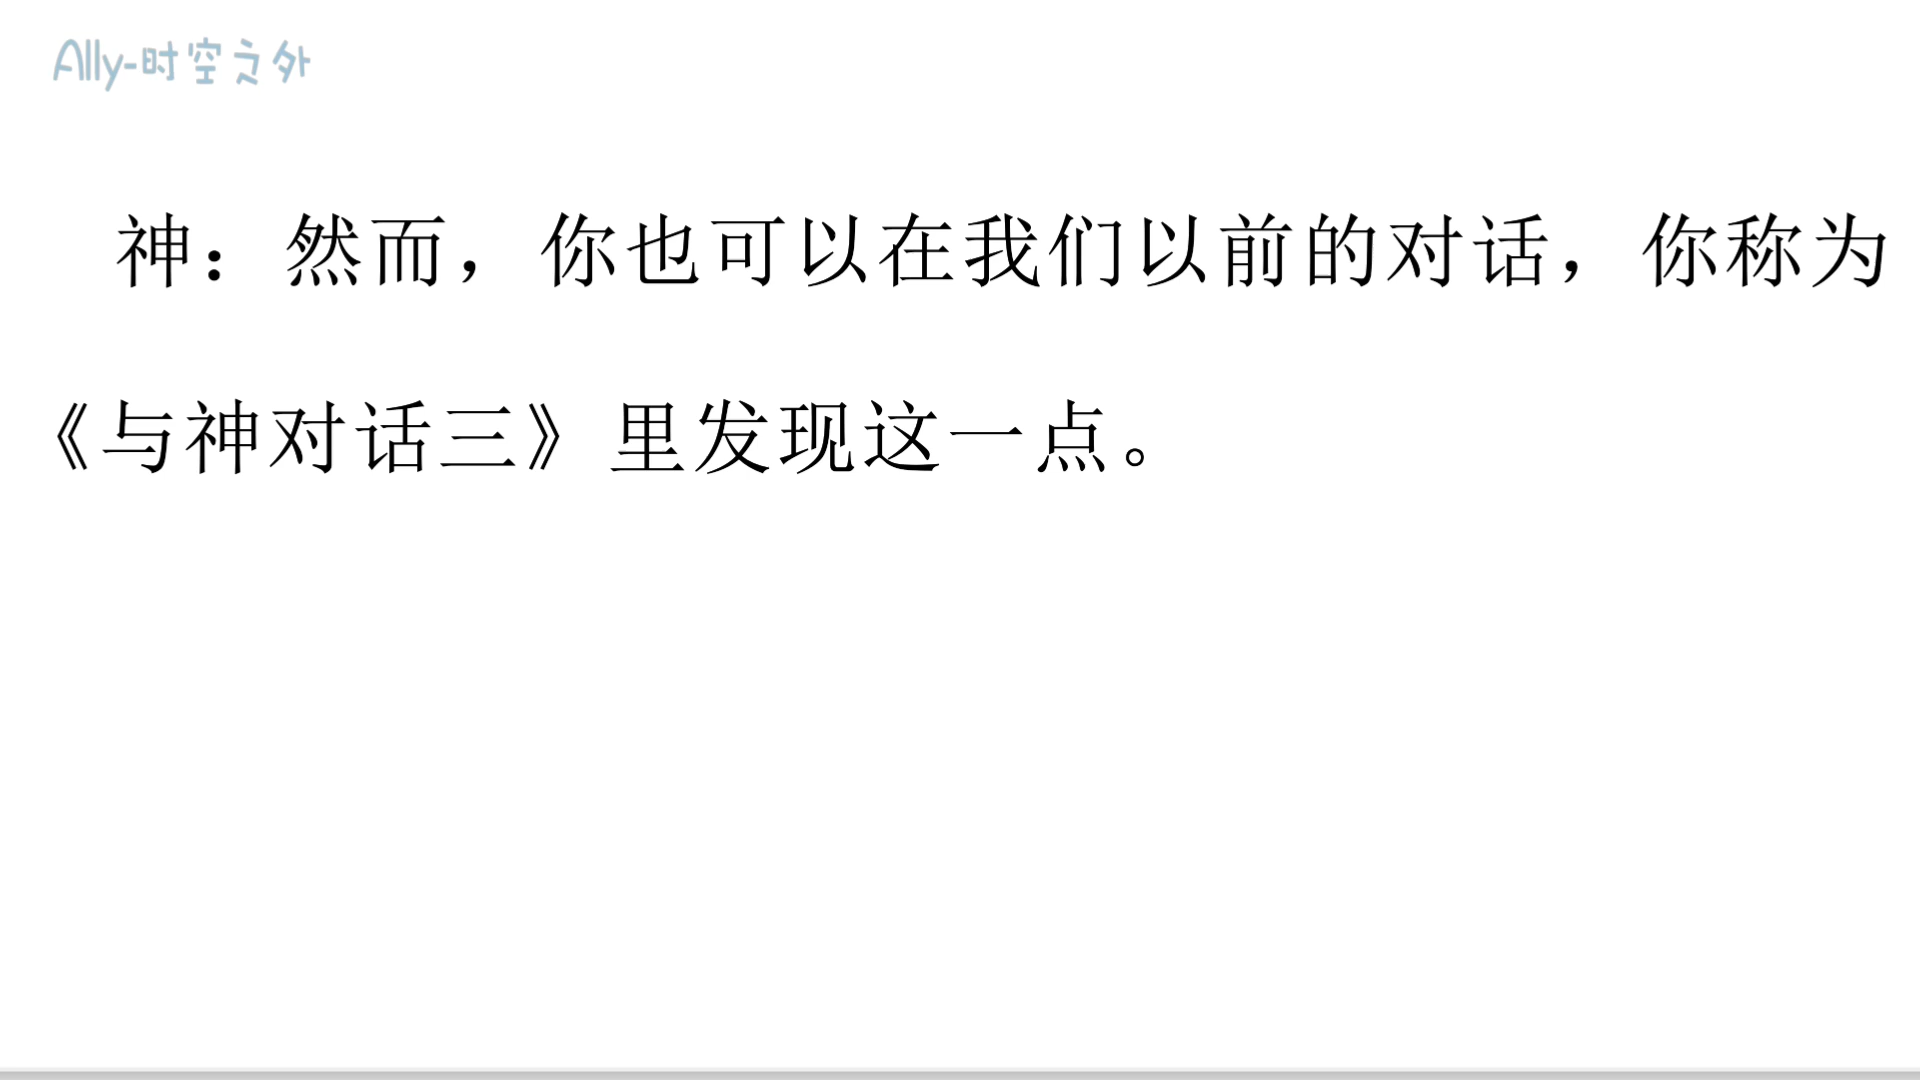 Ally-时空之外
神：然而，你也可以在我们以前的对话，你称为
《与神对话三》里发现这一点。